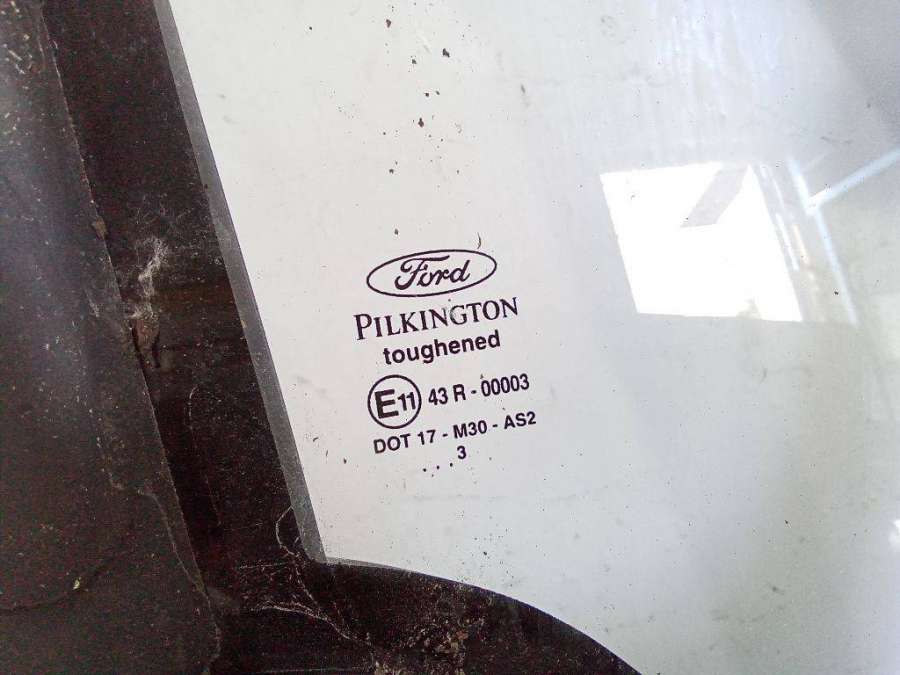 Ford
PILKINGTON
toughened
E11 43 R - 00003
DOT 17 - M30 - AS2
. . . 3